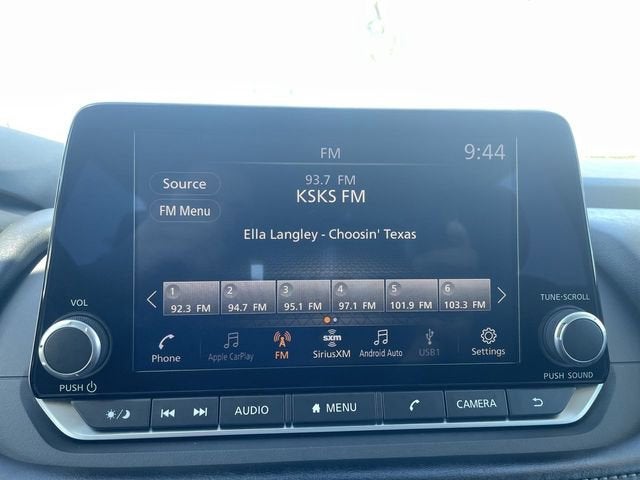 FM
9:44
Source
93.7 FM
KSKS FM
FM Menu
Ella Langley - Choosin' Texas
1 2 3 4 5 6
92.3 FM 94.7 FM 95.1 FM 97.1 FM 101.9 FM 103.3 FM
VOL
TUNE·SCROLL
sxm
Phone Apple CarPlay FM SiriusXM Android Auto USB1 Settings
PUSH
PUSH SOUND
AUDIO MENU CAMERA